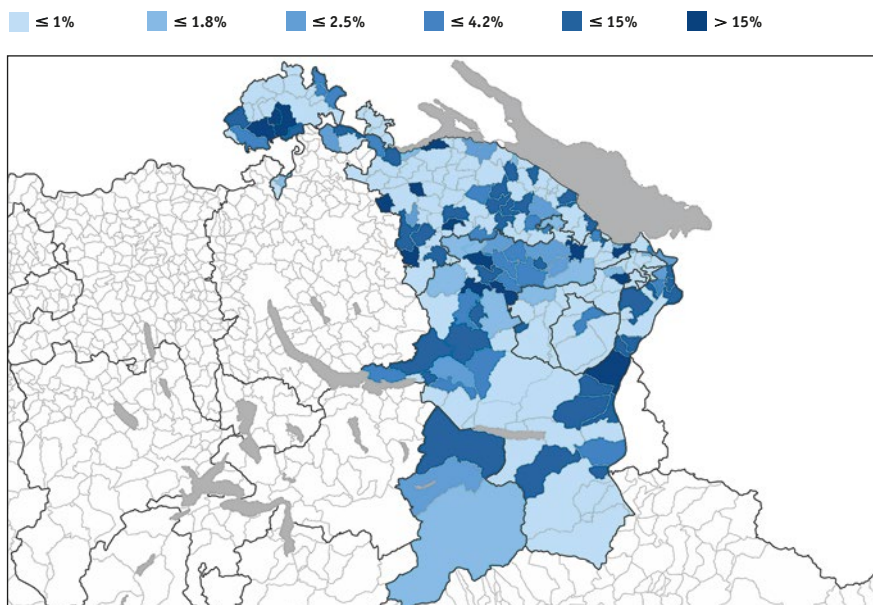 ≤ 1% ≤ 1.8% ≤ 2.5% ≤ 4.2% ≤ 15% > 15%